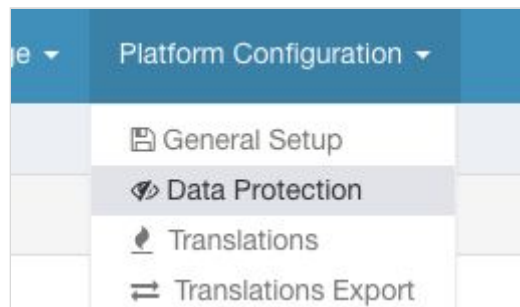 Platform Configuration
General Setup
Data Protection
Translations
Translations Export